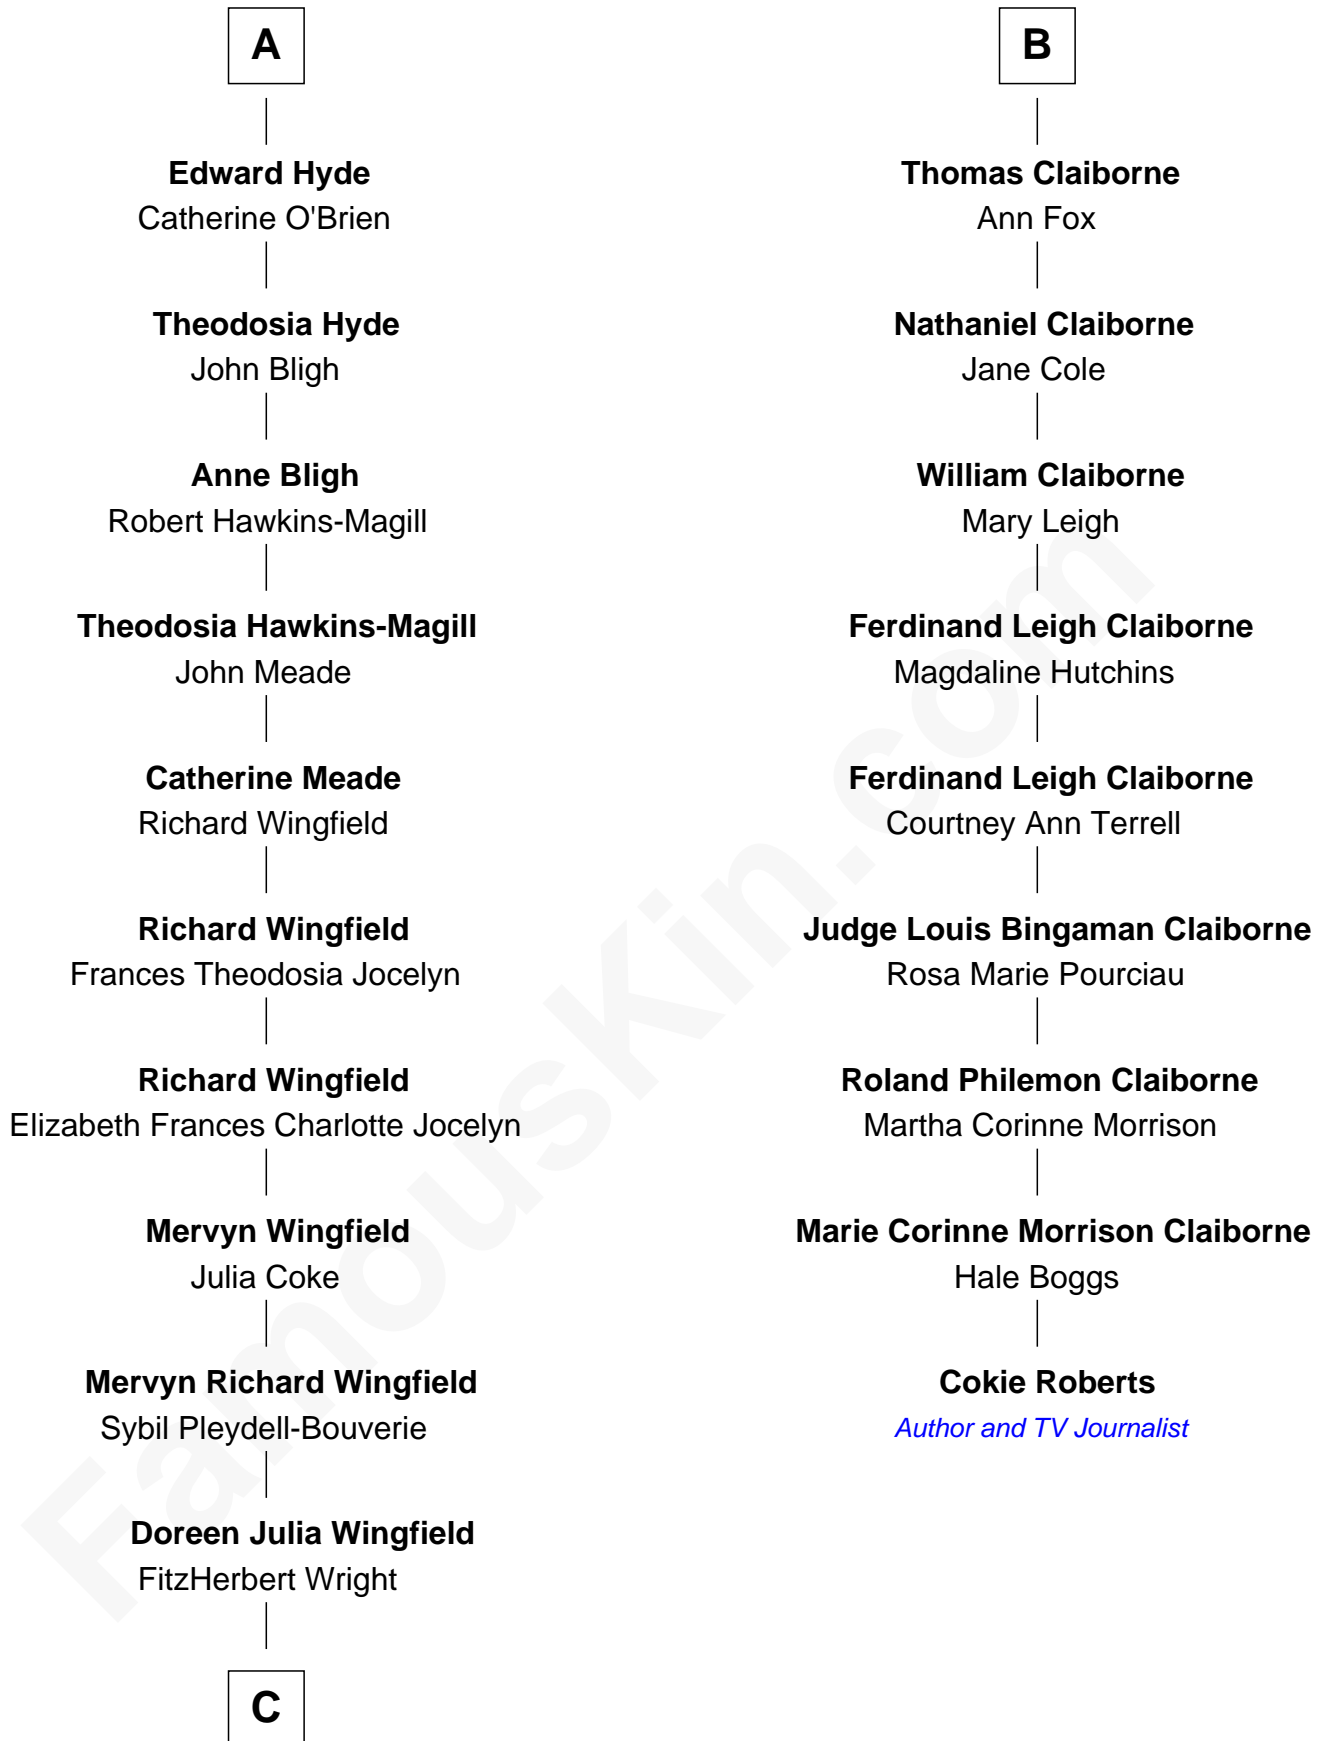 A
Edward Hyde
Catherine O'Brien
Theodosia Hyde
John Bligh
Anne Bligh
Robert Hawkins-Magill
Theodosia Hawkins-Magill
John Meade
Catherine Meade
Richard Wingfield
Richard Wingfield
Frances Theodosia Jocelyn
Richard Wingfield
Elizabeth Frances Charlotte Jocelyn
Mervyn Wingfield
Julia Coke
Mervyn Richard Wingfield
Sybil Pleydell-Bouverie
Doreen Julia Wingfield
FitzHerbert Wright
C
B
Thomas Claiborne
Ann Fox
Nathaniel Claiborne
Jane Cole
William Claiborne
Mary Leigh
Ferdinand Leigh Claiborne
Magdaline Hutchins
Ferdinand Leigh Claiborne
Courtney Ann Terrell
Judge Louis Bingaman Claiborne
Rosa Marie Pourciau
Roland Philemon Claiborne
Martha Corinne Morrison
Marie Corinne Morrison Claiborne
Hale Boggs
Cokie Roberts
Author and TV Journalist
FamousKin.com